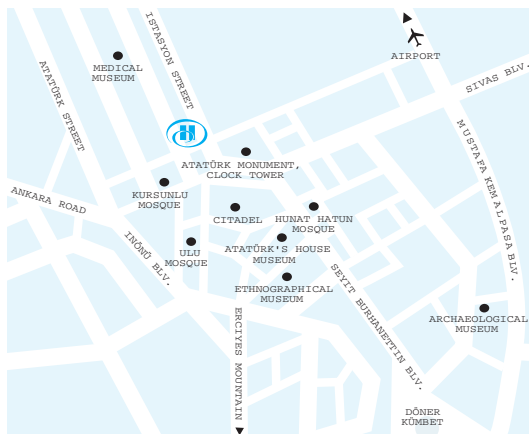 ISTASYON STREET
AIRPORT
MEDICAL
MUSEUM
ATATÜRK STREET
SIVAS BLV.
MUSTAFA KEMALPASA BLV.
H
ATATÜRK MONUMENT,
CLOCK TOWER
KURSUNLU
MOSQUE
ANKARA ROAD
CITADEL
HUNAT HATUN
MOSQUE
INÖNÜ BLV.
ULU
MOSQUE
ATATÜRK'S HOUSE
MUSEUM
SEYIT BURHANETTIN BLV.
ETHNOGRAPHICAL
MUSEUM
ERCIYES MOUNTAIN
ARCHAEOLOGICAL
MUSEUM
DÖNER
KÜMBET